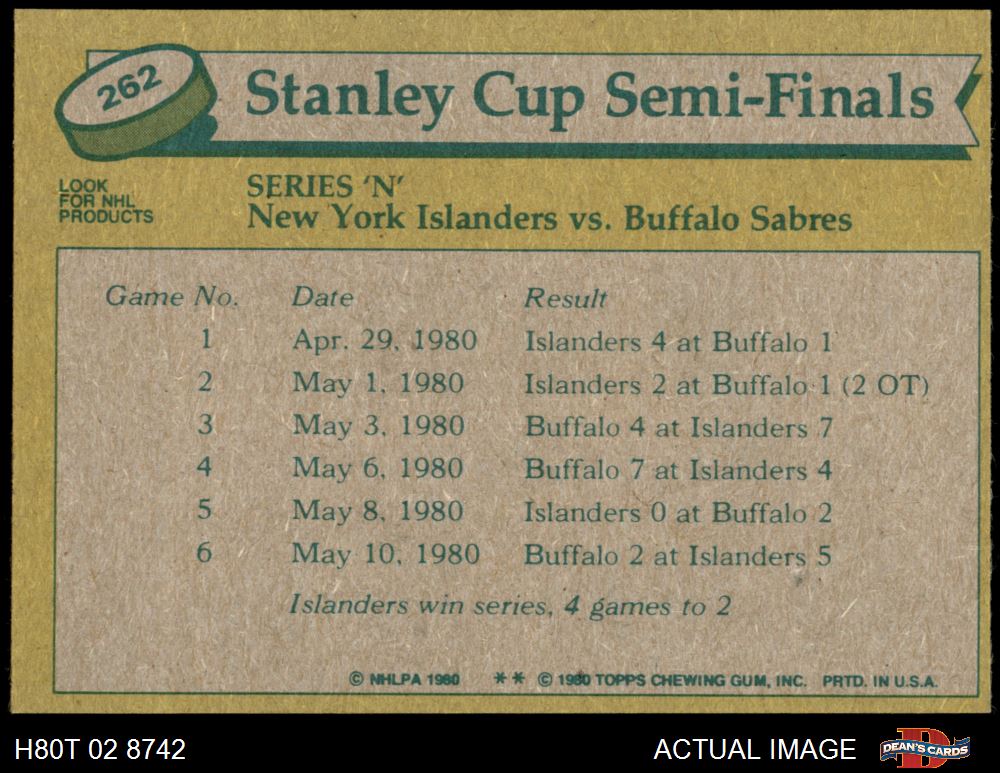 262
Stanley Cup Semi-Finals
LOOK
FOR NHL
PRODUCTS
SERIES 'N'
New York Islanders vs. Buffalo Sabres
Game No. Date Result
1 Apr. 29, 1980 Islanders 4 at Buffalo 1
2 May 1, 1980 Islanders 2 at Buffalo 1 (2 OT)
3 May 3, 1980 Buffalo 4 at Islanders 7
4 May 6, 1980 Buffalo 7 at Islanders 4
5 May 8, 1980 Islanders 0 at Buffalo 2
6 May 10, 1980 Buffalo 2 at Islanders 5
Islanders win series, 4 games to 2
© NHLPA 1980 ** © 1980 TOPPS CHEWING GUM, INC. PRTD. IN U.S.A.
H80T 02 8742 ACTUAL IMAGE D DEAN'S CARDS